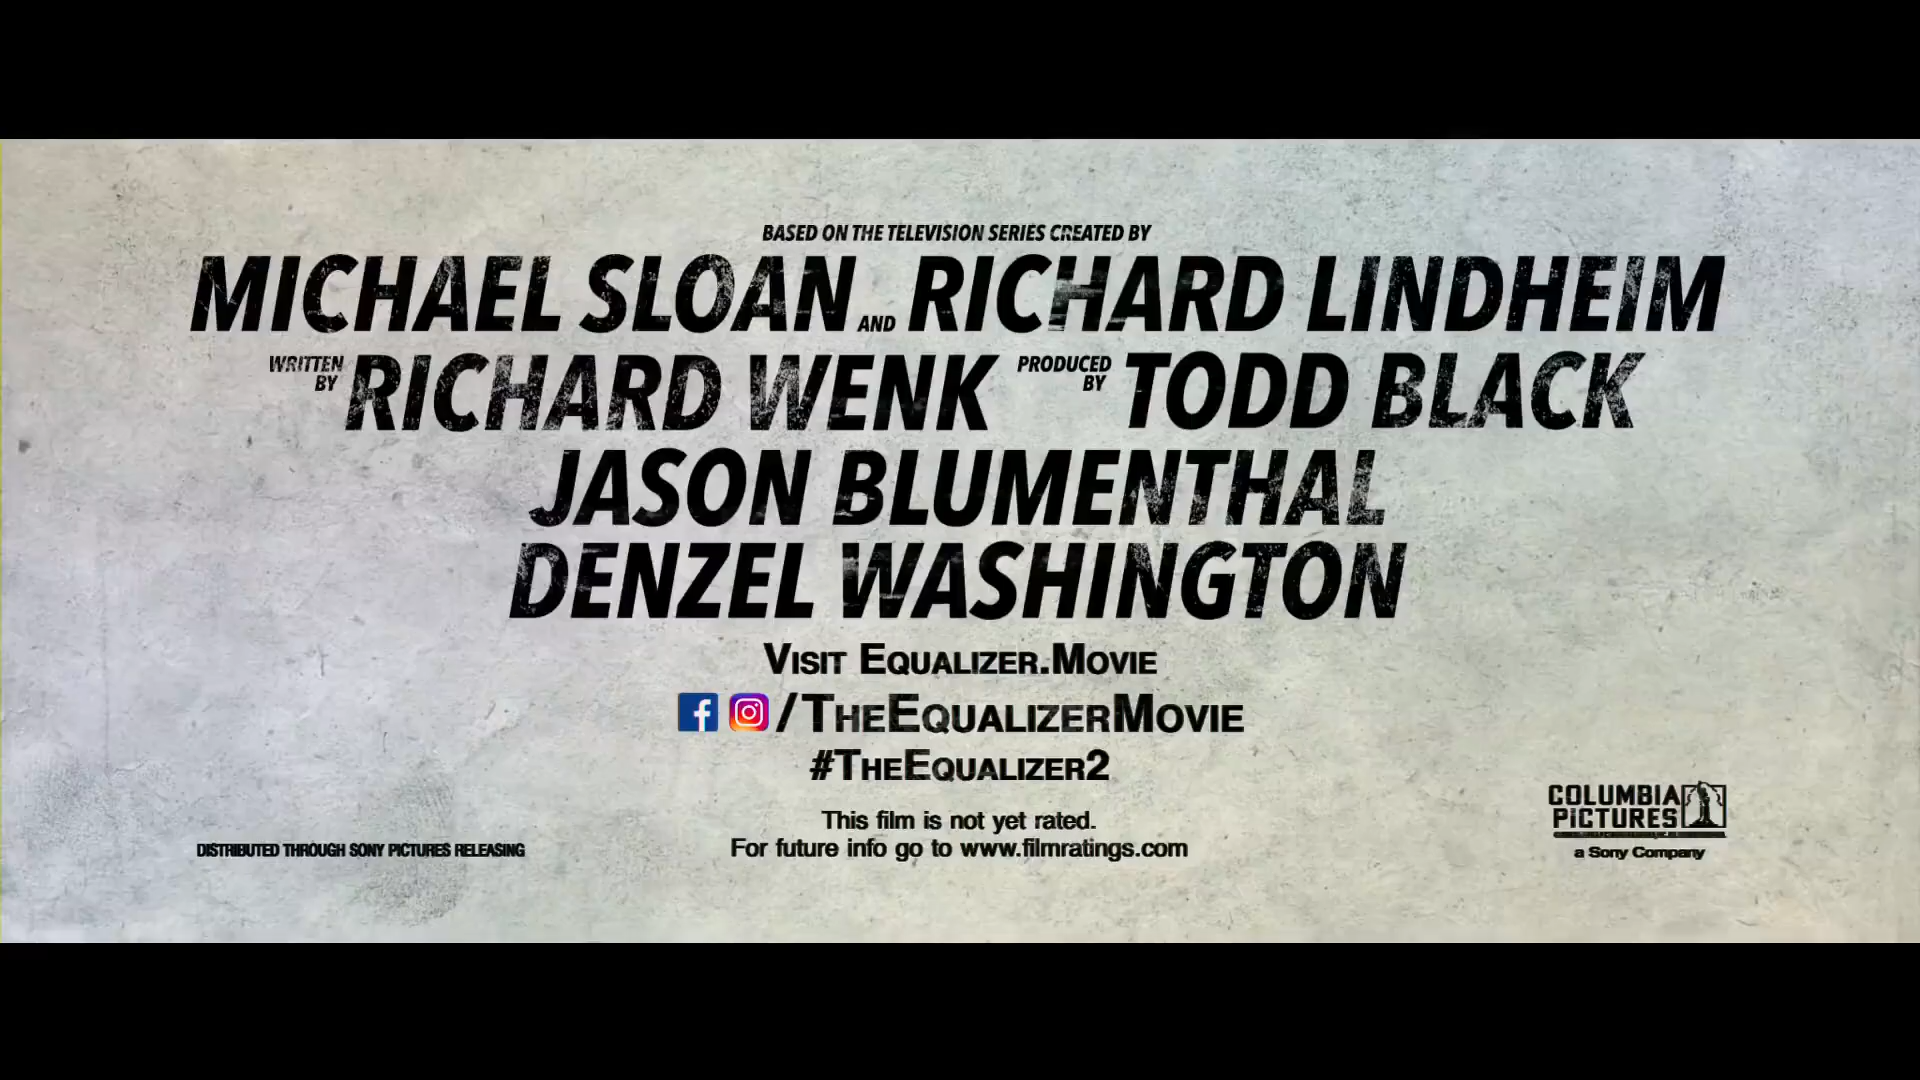 BASED ON THE TELEVISION SERIES CREATED BY
MICHAEL SLOAN AND RICHARD LINDHEIM
WRITTEN BY RICHARD WENK PRODUCED BY TODD BLACK
JASON BLUMENTHAL
DENZEL WASHINGTON
VISIT EQUALIZER.MOVIE
/THEEQUALIZERMOVIE
#THEEQUALIZER2
This film is not yet rated.
For future info go to www.filmratings.com
DISTRIBUTED THROUGH SONY PICTURES RELEASING
COLUMBIA
PICTURES
a Sony Company